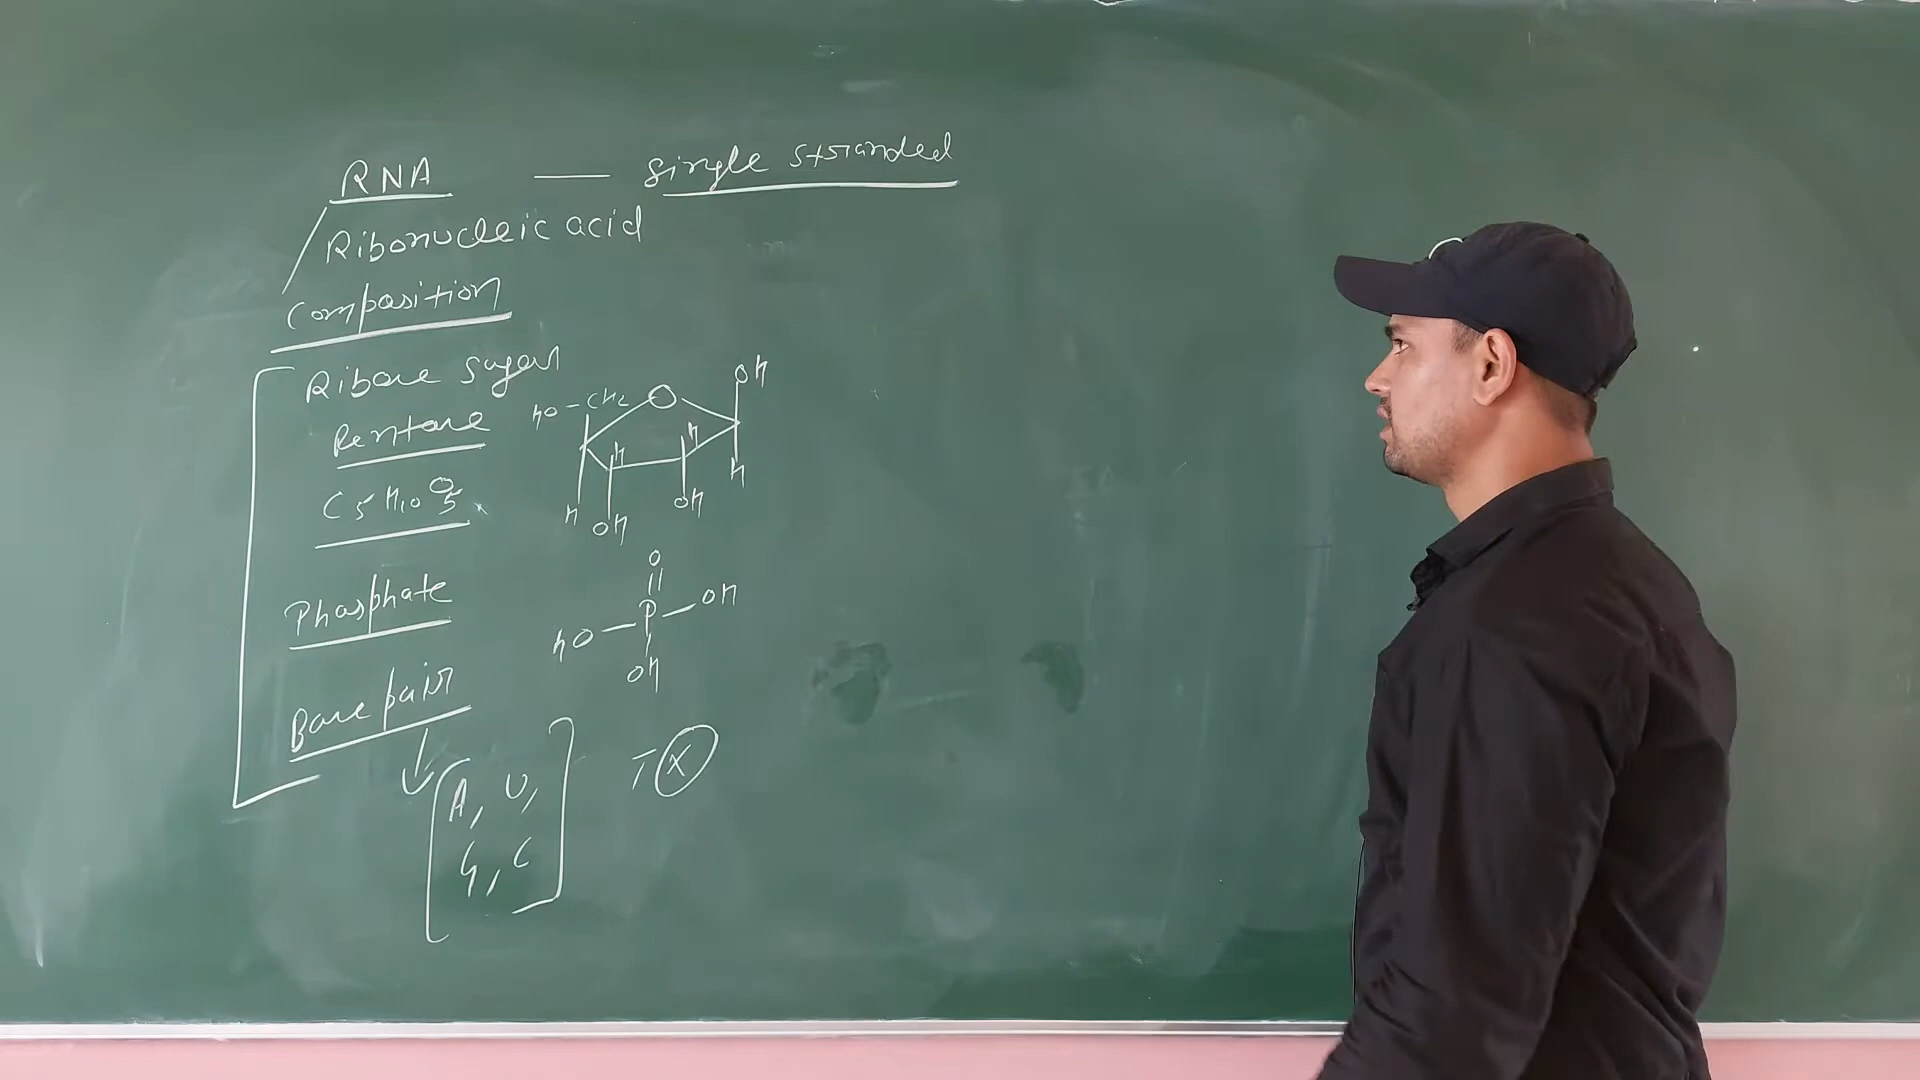 RNA — single stranded
Ribonucleic acid
Composition
Ribose sugar
Pentose
C5H10O5
HO-CH2 O OH
H H H
H OH OH
Phosphate
O
HO P OH
OH
Base pair
A, U, T X
G, C